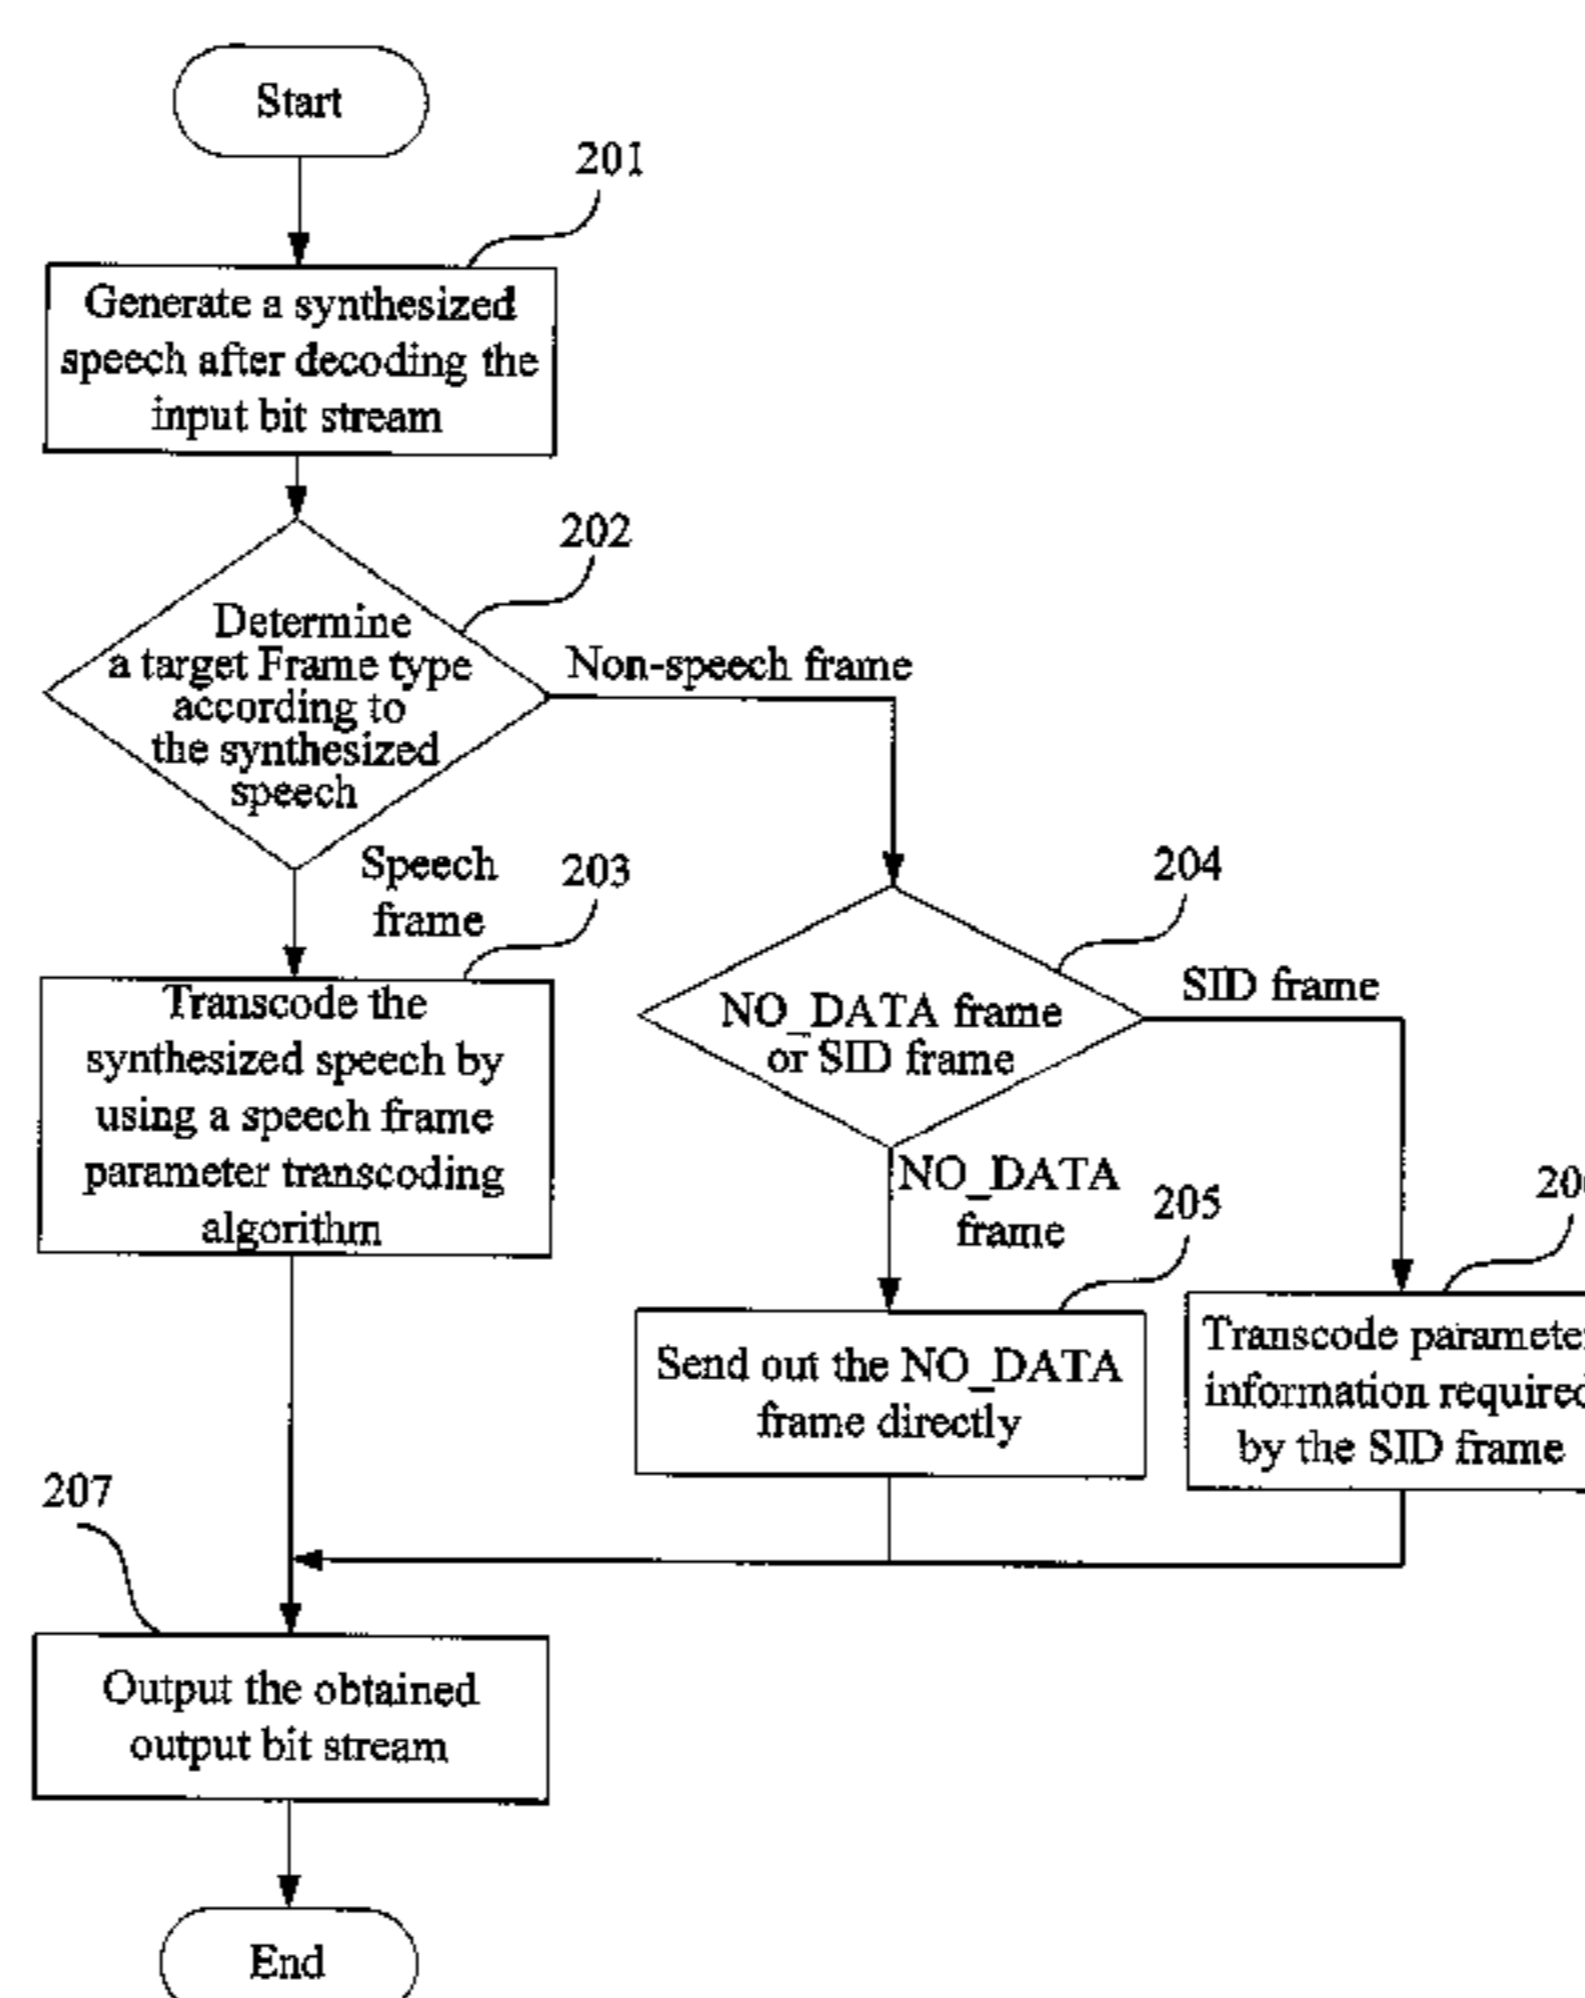 Start
201
Generate a synthesized
speech after decoding the
input bit stream
202
Determine
a target Frame type
according to
the synthesized
speech
Non-speech frame
Speech
frame
203
204
Transcode the
synthesized speech by
using a speech frame
parameter transcoding
algorithm
NO_DATA frame
or SID frame
SID frame
NO_DATA
frame
205
Send out the NO_DATA
frame directly
Transcode
information
by the SID frame
207
Output the obtained
output bit stream
End